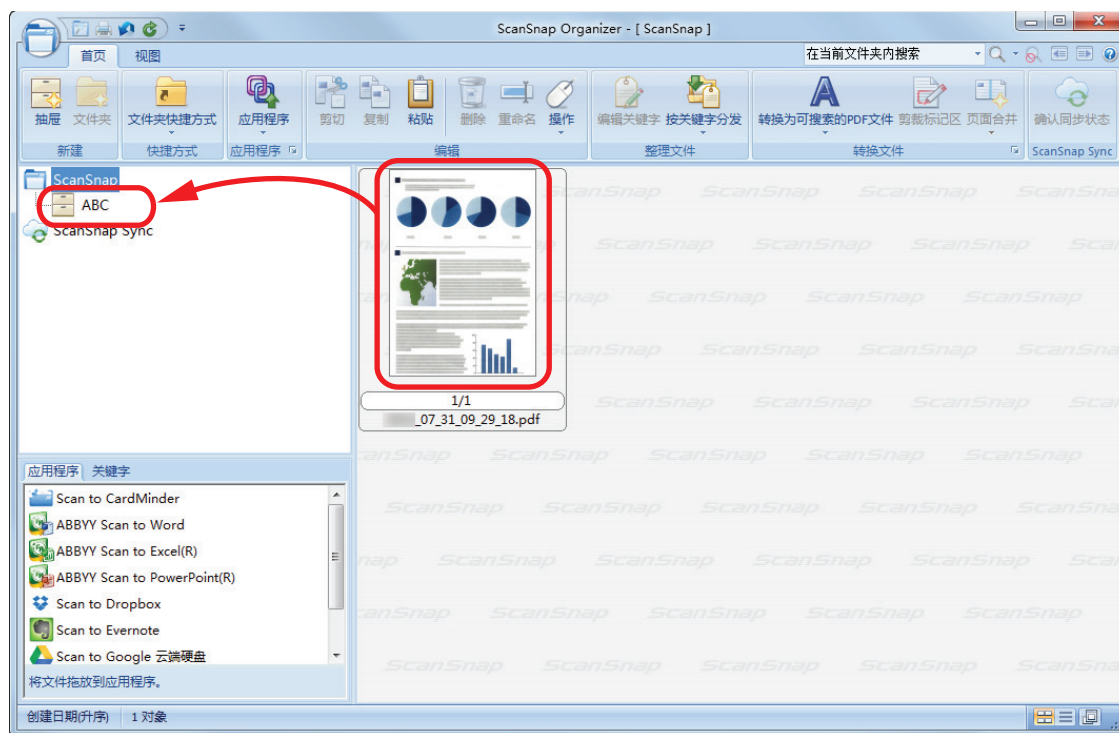 ScanSnap Organizer - [ ScanSnap ]
首页 视图
在当前文件夹内搜索
抽屉 文件夹 文件夹快捷方式 应用程序 剪切 复制 粘贴 删除 重命名 操作 编辑关键字 按关键字分发 转换为可搜索的PDF文件 剪裁标记区 页面合并 确认同步状态
新建 快捷方式 应用程序 编辑 整理文件 转换文件 ScanSnap Sync
ScanSnap
ABC
ScanSnap Sync
1/1
_07_31_09_29_18.pdf
应用程序 关键字
Scan to CardMinder
ABBYY Scan to Word
ABBYY Scan to Excel(R)
ABBYY Scan to PowerPoint(R)
Scan to Dropbox
Scan to Evernote
Scan to Google 云端硬盘
将文件拖放到应用程序。
创建日期(升序) 1 对象